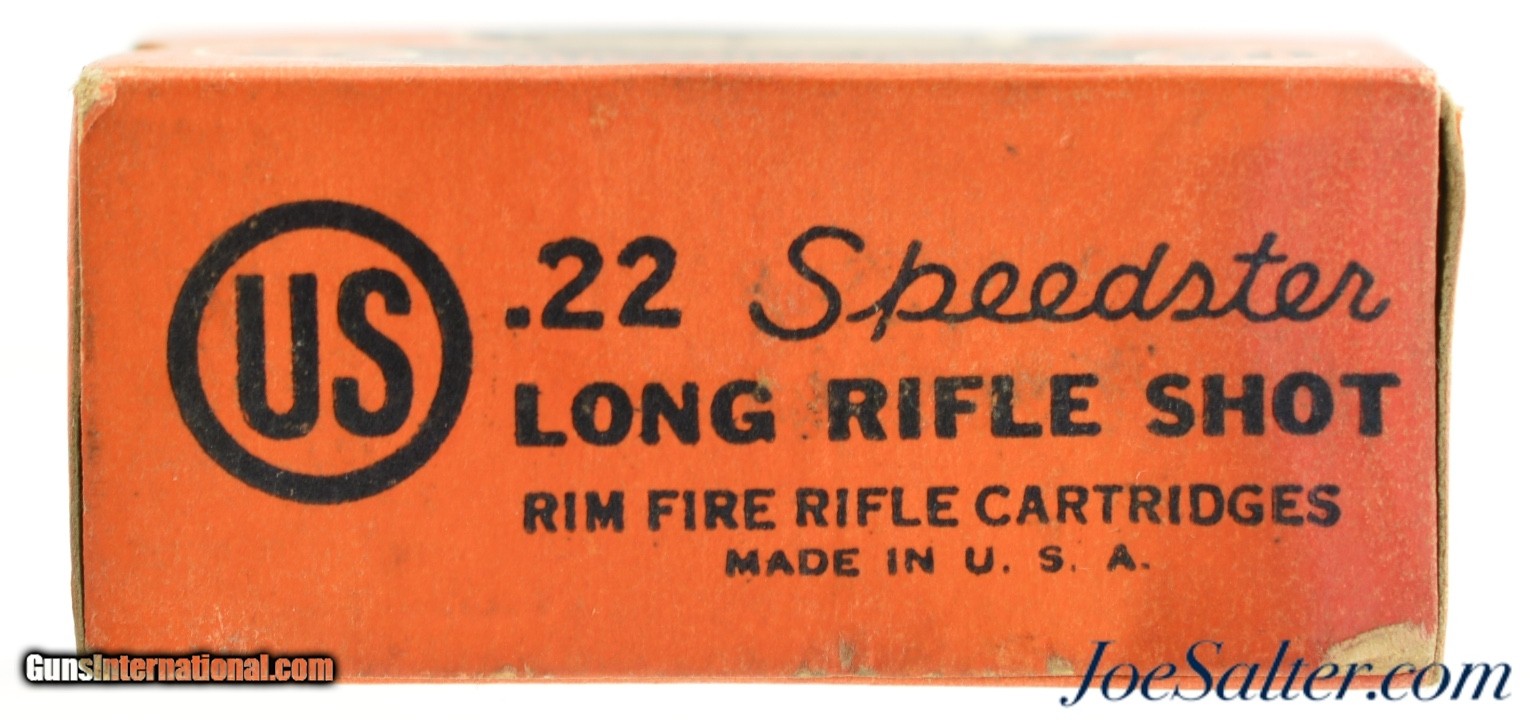 US
.22 Speedster
LONG RIFLE SHOT
RIM FIRE RIFLE CARTRIDGES
MADE IN U. S. A.
GunsInternational.com
JoeSalter.com